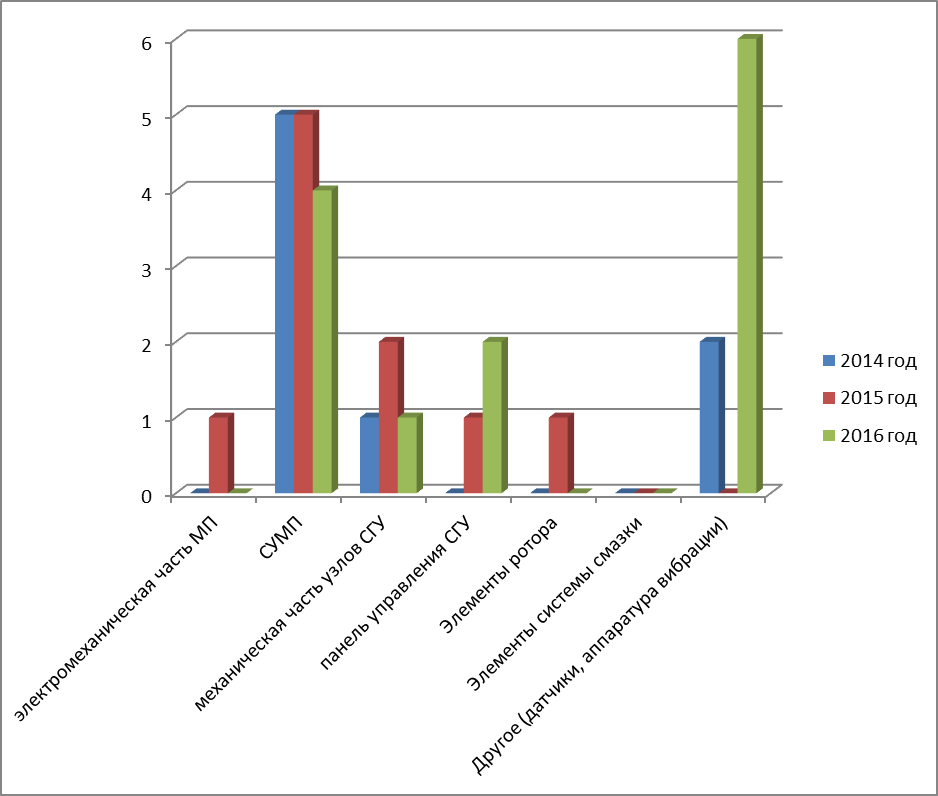 6
5
4
3
2
1
0
электромеханическая часть МП
СУМП
механическая часть узлов СГУ
панель управления СГУ
Элементы ротора
Элементы системы смазки
Другое (датчики, аппаратура вибрации)
2014 год
2015 год
2016 год